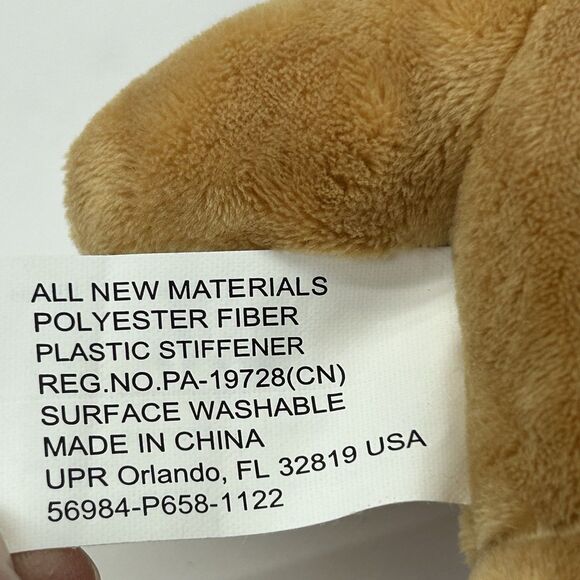 ALL NEW MATERIALS
POLYESTER FIBER
PLASTIC STIFFENER
REG.NO.PA-19728(CN)
SURFACE WASHABLE
MADE IN CHINA
UPR Orlando, FL 32819 USA
56984-P658-1122